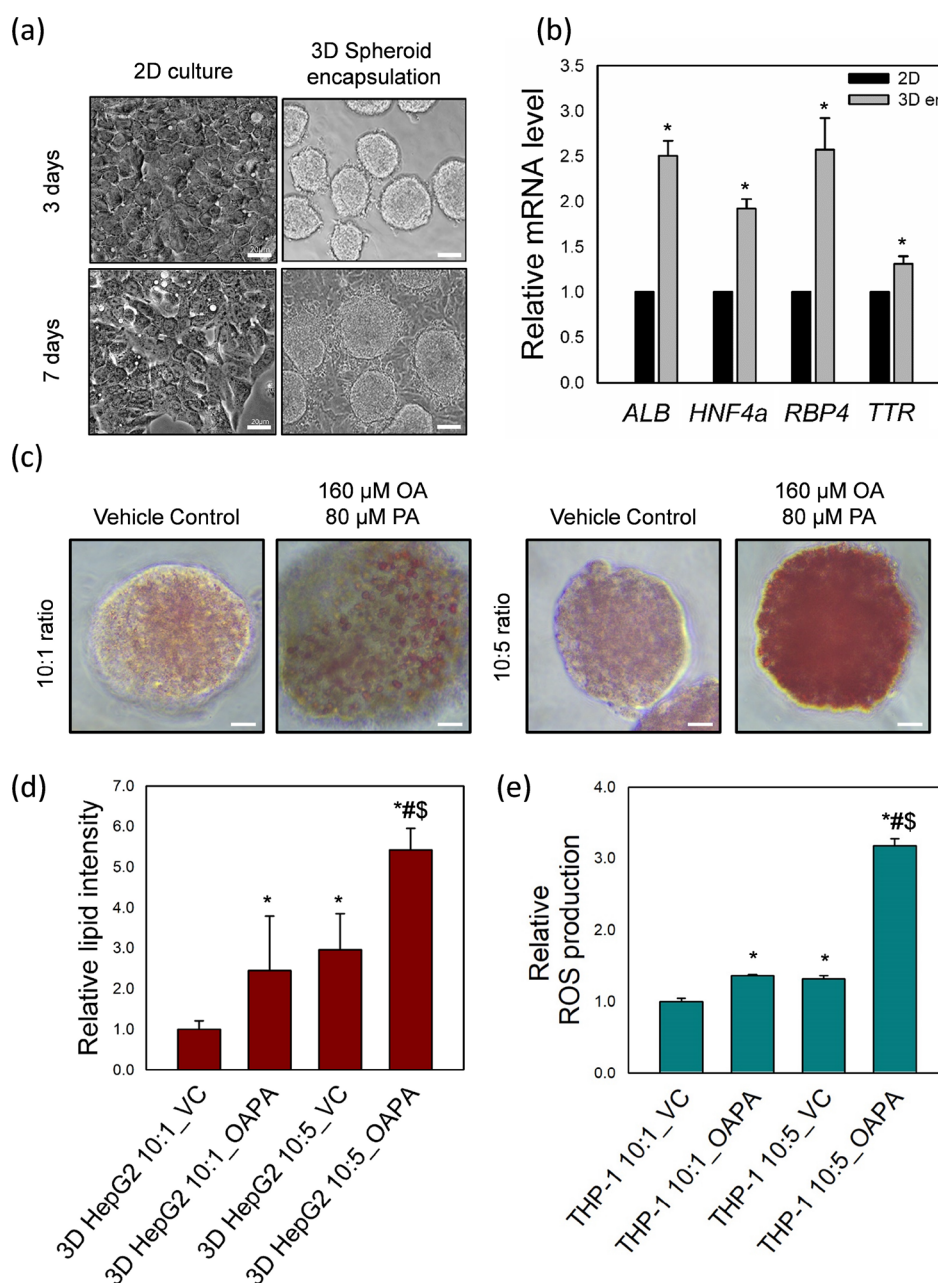 (a)
2D culture
3D Spheroid
encapsulation
3 days
7 days
20μm
20μm
(b)
Relative mRNA level
3.5
3.0
2.5
2.0
1.5
1.0
0.5
0.0
2D
3D en
*
*
*
*
ALB HNF4a RBP4 TTR
(c)
Vehicle Control
160 μM OA
80 μM PA
10:1 ratio
Vehicle Control
160 μM OA
80 μM PA
10:5 ratio
(d)
Relative lipid intensity
7.0
6.0
5.0
4.0
3.0
2.0
1.0
0.0
*
*
*#$
3D HepG2 10:1_VC
3D HepG2 10:1_OAPA
3D HepG2 10:5_VC
3D HepG2 10:5_OAPA
(e)
Relative
ROS production
4.0
3.0
2.0
1.0
0.0
*
*
*#$
THP-1 10:1_VC
THP-1 10:1_OAPA
THP-1 10:5_VC
THP-1 10:5_OAPA